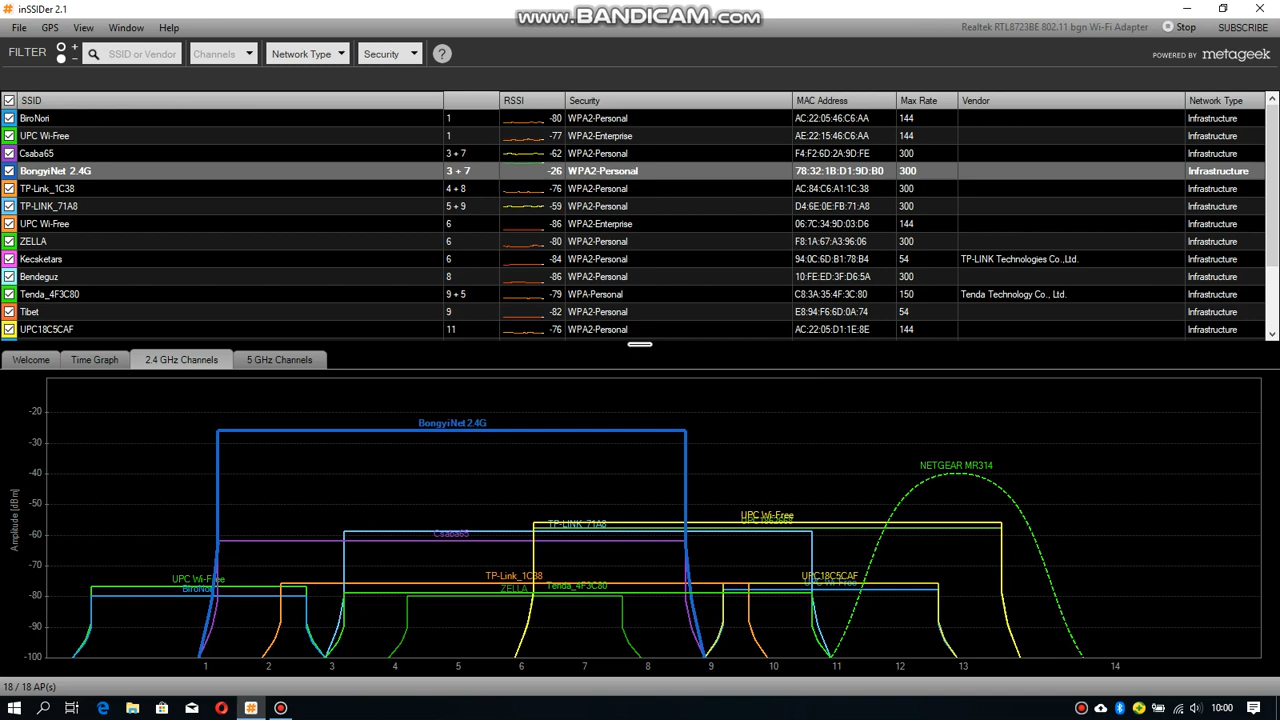 inSSIDer 2.1
www.BANDICAM.com
File GPS View Window Help
Realtek RTL8723BE 802.11 bgn Wi-Fi Adapter Stop SUBSCRIBE
FILTER + - SSID or Vendor Channels Network Type Security ? POWERED BY metageek
SSID RSSI Security MAC Address Max Rate Vendor Network Type
BiroNori 1 -80 WPA2-Personal AC:22:05:46:C6:AA 144 Infrastructure
UPC Wi-Free 1 -77 WPA2-Enterprise AE:22:15:46:C6:AA 144 Infrastructure
Csaba65 3 + 7 -62 WPA2-Personal F4:F2:6D:2A:9D:FE 300 Infrastructure
BongyiNet 2.4G 3 + 7 -26 WPA2-Personal 78:32:1B:D1:9D:B0 300 Infrastructure
TP-Link_1C38 4 + 8 -76 WPA2-Personal AC:84:C6:A1:1C:38 300 Infrastructure
TP-LINK_71A8 5 + 9 -59 WPA2-Personal D4:6E:0E:FB:71:A8 300 Infrastructure
UPC Wi-Free 6 -86 WPA2-Enterprise 06:7C:34:9D:03:D6 144 Infrastructure
ZELLA 6 -80 WPA2-Personal F8:1A:67:A3:96:06 300 Infrastructure
Kecsketars 6 -84 WPA2-Personal 94:0C:6D:B1:78:B4 54 TP-LINK Technologies Co.,Ltd. Infrastructure
Bendeguz 8 -86 WPA2-Personal 10:FE:ED:3F:D6:5A 300 Infrastructure
Tenda_4F3C80 9 + 5 -79 WPA-Personal C8:3A:35:4F:3C:80 150 Tenda Technology Co., Ltd. Infrastructure
Tibet 9 -82 WPA2-Personal E8:94:F6:6D:0A:74 54 Infrastructure
UPC18C5CAF 11 -76 WPA2-Personal AC:22:05:D1:1E:8E 144 Infrastructure
Welcome Time Graph 2.4 GHz Channels 5 GHz Channels
Amplitude [dBm]
-20
BongyiNet 2.4G
-30
NETGEAR MR314
-40
-50
UPC Wi-Free
TP-LINK_71A8
Csaba65
-60
-70
TP-Link_1C38 UPC18C5CAF
UPC Wi-Free
UPC Wi-Free
Tenda_4F3C80
BiroNori ZELLA
-80
-90
-100
1 2 3 4 5 6 7 8 9 10 11 12 13 14
18 / 18 AP(s)
10:00